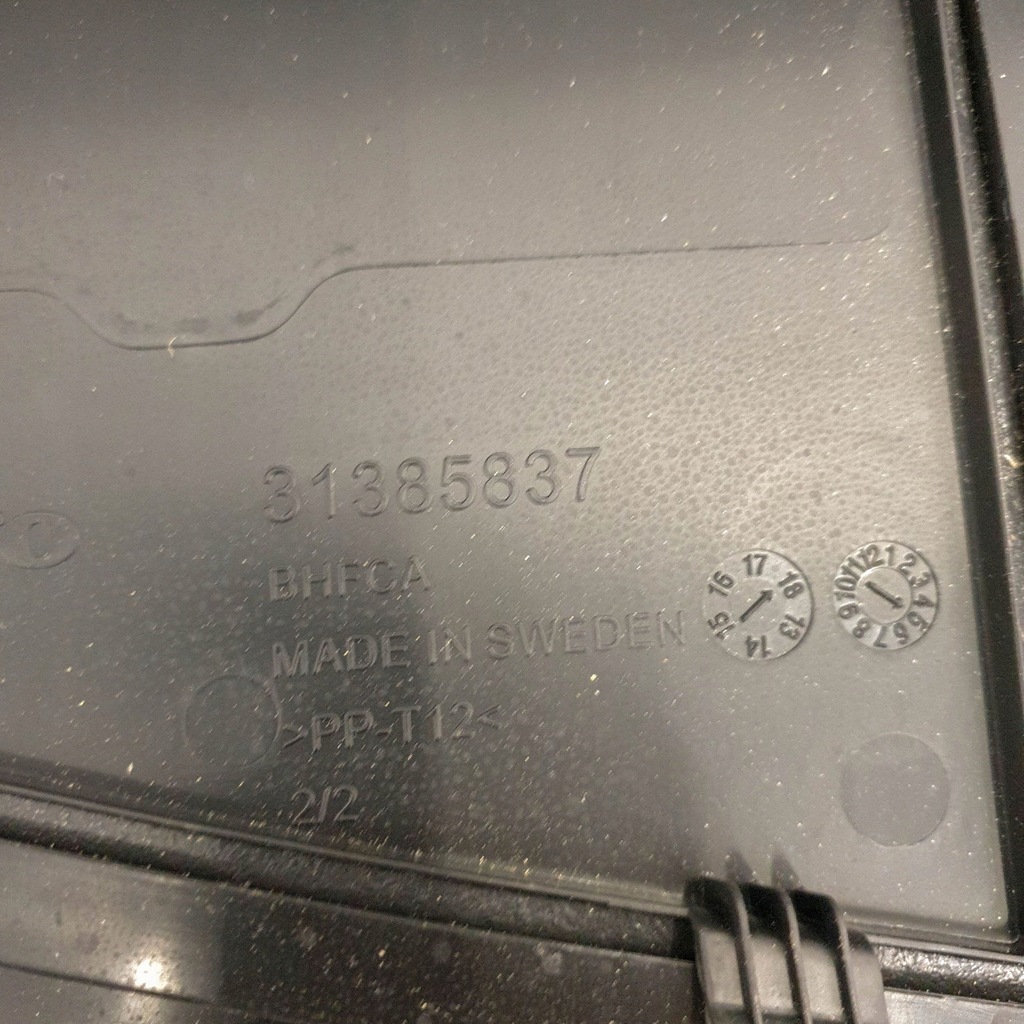 31385837
BHFCA
MADE IN SWEDEN
>PP-T12<
2/2
13 14 15 16 17 18
1 2 3 4 5 6 7 8 9 10 11 12